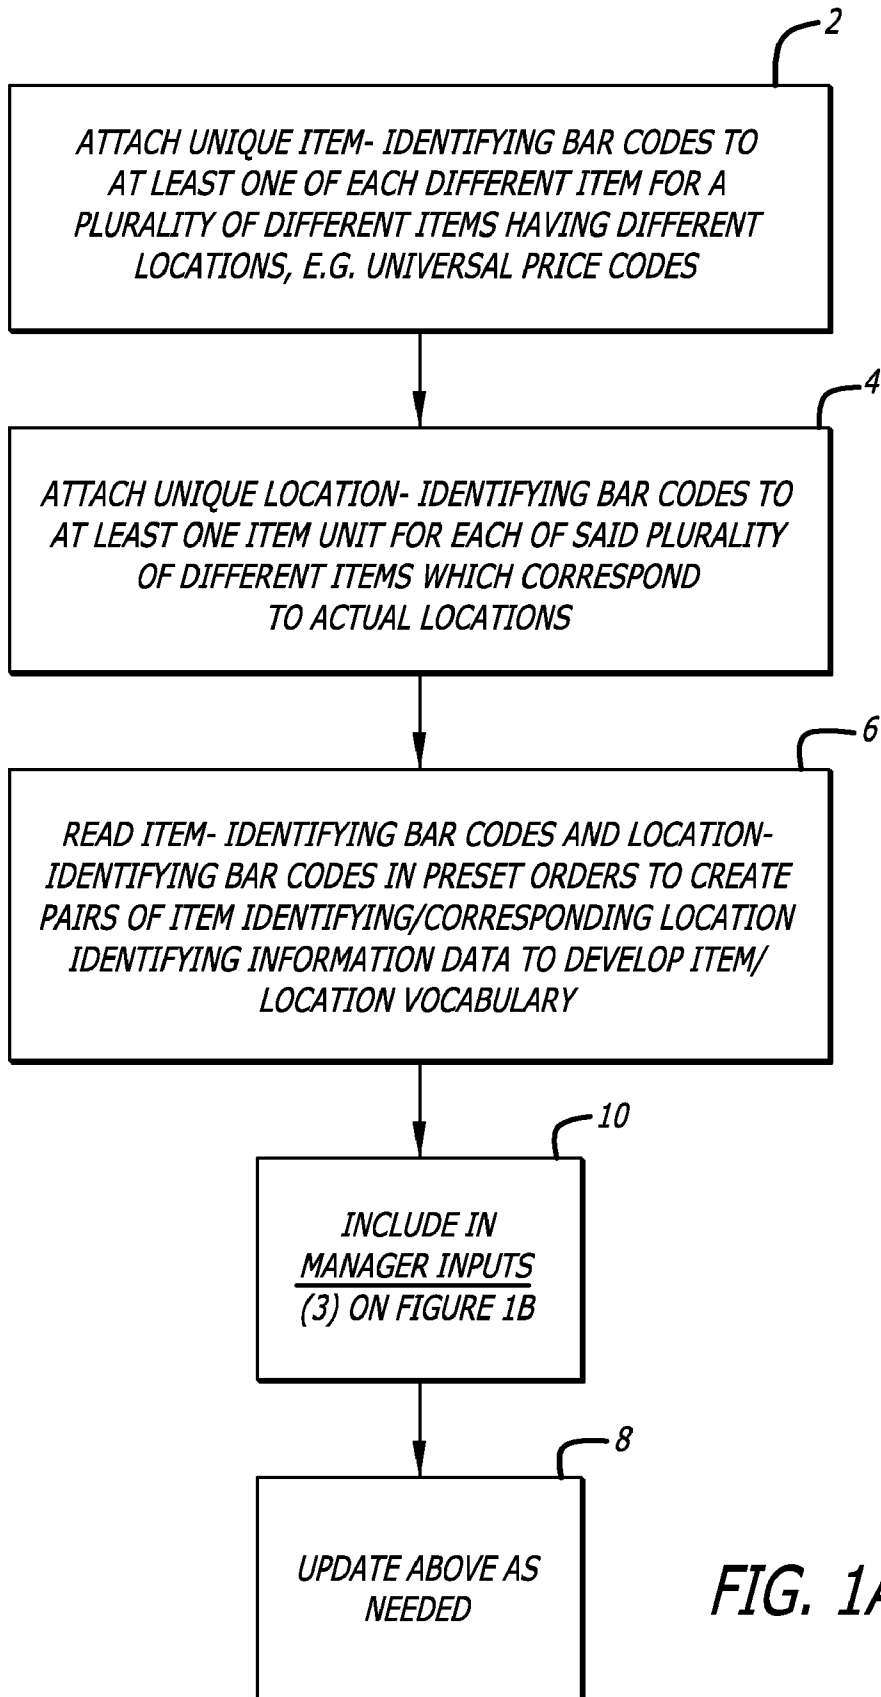 2
ATTACH UNIQUE ITEM- IDENTIFYING BAR CODES TO
AT LEAST ONE OF EACH DIFFERENT ITEM FOR A
PLURALITY OF DIFFERENT ITEMS HAVING DIFFERENT
LOCATIONS, E.G. UNIVERSAL PRICE CODES
4
ATTACH UNIQUE LOCATION- IDENTIFYING BAR CODES TO
AT LEAST ONE ITEM UNIT FOR EACH OF SAID PLURALITY
OF DIFFERENT ITEMS WHICH CORRESPOND
TO ACTUAL LOCATIONS
6
READ ITEM- IDENTIFYING BAR CODES AND LOCATION-
IDENTIFYING BAR CODES IN PRESET ORDERS TO CREATE
PAIRS OF ITEM IDENTIFYING/CORRESPONDING LOCATION
IDENTIFYING INFORMATION DATA TO DEVELOP ITEM/
LOCATION VOCABULARY
10
INCLUDE IN
MANAGER INPUTS
(3) ON FIGURE 1B
8
UPDATE ABOVE AS
NEEDED
FIG. 1A